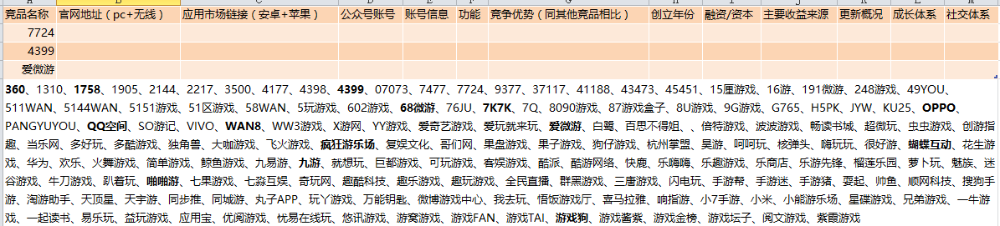 A B C D E F G H I J K L M
竞品名称 官网地址（pc+无线） 应用市场链接（安卓+苹果） 公众号账号 账号信息 功能 竞争优势（同其他竞品相比） 创立年份 融资/资本 主要收益来源 更新概况 成长体系 社交体系
7724
4399
爱微游
360、1310、1758、1905、2144、2217、3500、4177、4398、4399、07073、7477、7724、9377、37117、41188、43473、45451、15厘游戏、16游、191微游、248游戏、49YOU、
511WAN、5144WAN、5151游戏、51区游戏、58WAN、5玩游戏、602游戏、68微游、76JU、7K7K、7Q、8090游戏、87游戏盒子、8U游戏、9G游戏、G765、H5PK、JYW、KU25、OPPO、
PANGYUYOU、QQ空间、SO游记、VIVO、WAN8、WW3游戏、X游网、YY游戏、爱奇艺游戏、爱玩就来玩、爱微游、白鹭、百思不得姐、、倍特游戏、波波游戏、畅读书城、超微玩、虫虫游戏、创游指
趣、当乐网、多好玩、多酷游戏、独角兽、大咖游戏、飞火游戏、疯狂游乐场、复娱文化、哥们网、果盘游戏、果子游戏、狗仔游戏、杭州掌盟、昊游、呵呵玩、核弹头、嗨玩玩、很好游、蝴蝶互动、花生游
戏、华为、欢乐、火舞游戏、简单游戏、鲸鱼游戏、九易游、九游、就想玩、巨都游戏、可玩游戏、客娱游戏、酷派、酷游网络、快鹿、乐嗨嗨、乐趣游戏、乐商店、乐游先锋、榴莲乐园、萝卜玩、魅族、迷
谷游戏、牛刀游戏、趴着玩、啪啪游、七果游戏、七淼互娱、奇玩网、趣酷科技、趣乐游戏、趣玩游戏、全民直播、群黑游戏、三唐游戏、闪电玩、手游帮、手游迷、手游猪、耍起、帅鱼、顺网科技、搜狗手
游、淘游助手、天顶星、天宇游、同步推、同城游、丸子APP、玩丫游戏、万能钥匙、微博游戏中心、我去玩、悟饭游戏厅、喜马拉雅、响指游、小7手游、小米、小能游乐场、星碟游戏、兄弟游戏、一牛游
戏、一起读书、易乐玩、益玩游戏、应用宝、优阅游戏、忧易在线玩、悠讯游戏、游窝游戏、游戏FAN、游戏TAI、游戏狗、游戏酱紫、游戏金榜、游戏坛子、阅文游戏、紫霞游戏